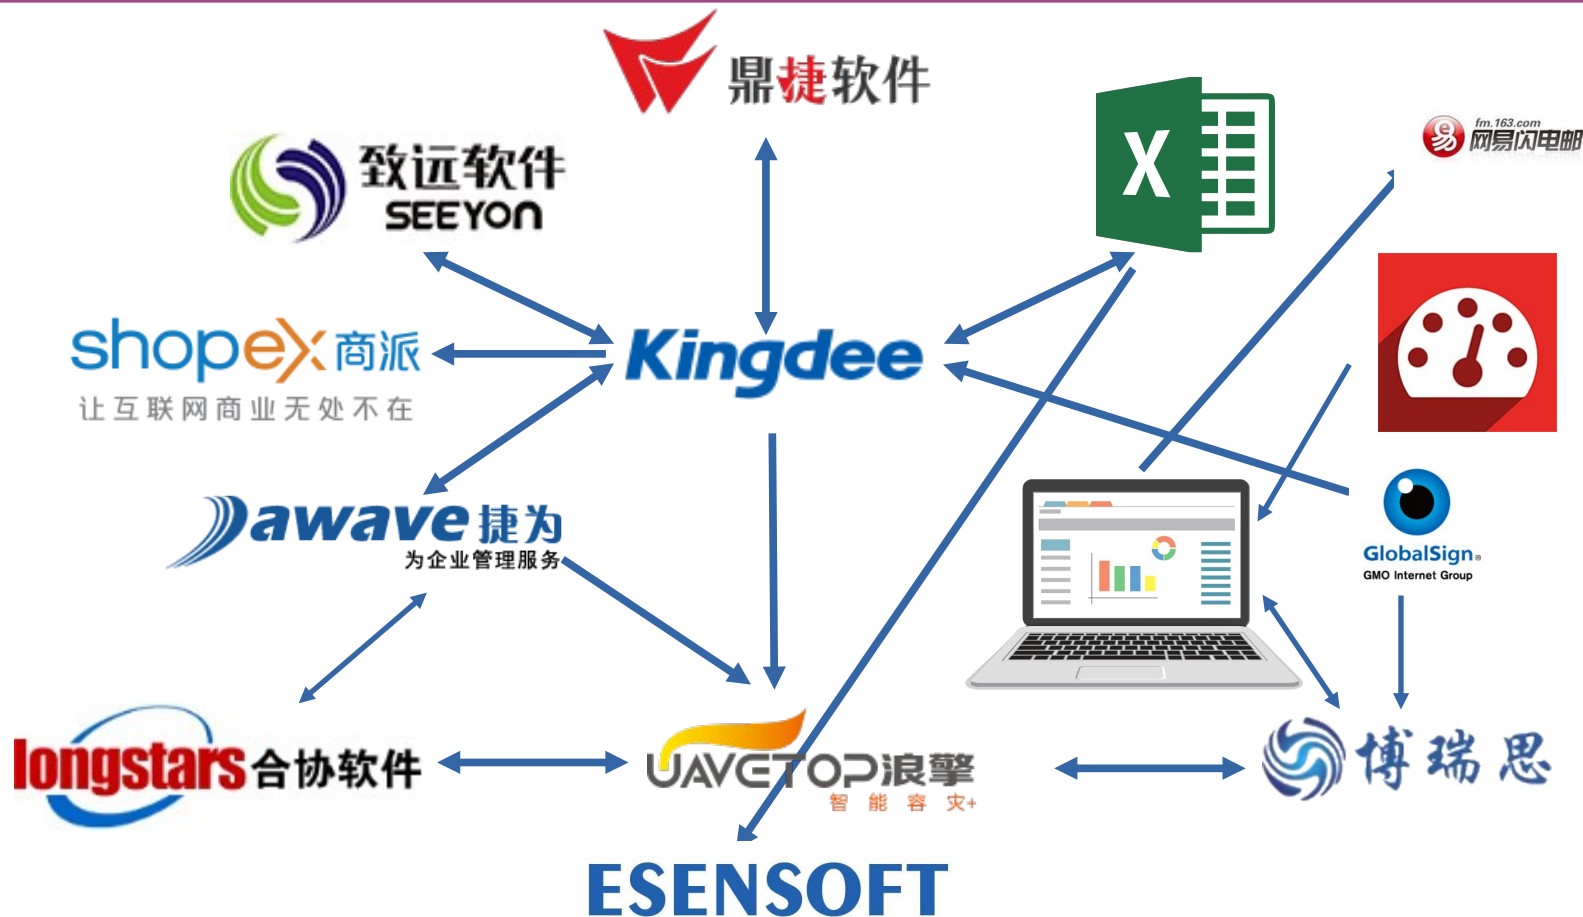 鼎捷软件
X
fm.163.com
易 网易闪电邮
致远软件
SEEYON
shopex商派
让互联网商业无处不在
Kingdee
Dawave捷为
为企业管理服务
GlobalSign®
GMO Internet Group
longstars合协软件
UAVETOP浪擎
智能容灾+
博瑞思
ESENSOFT